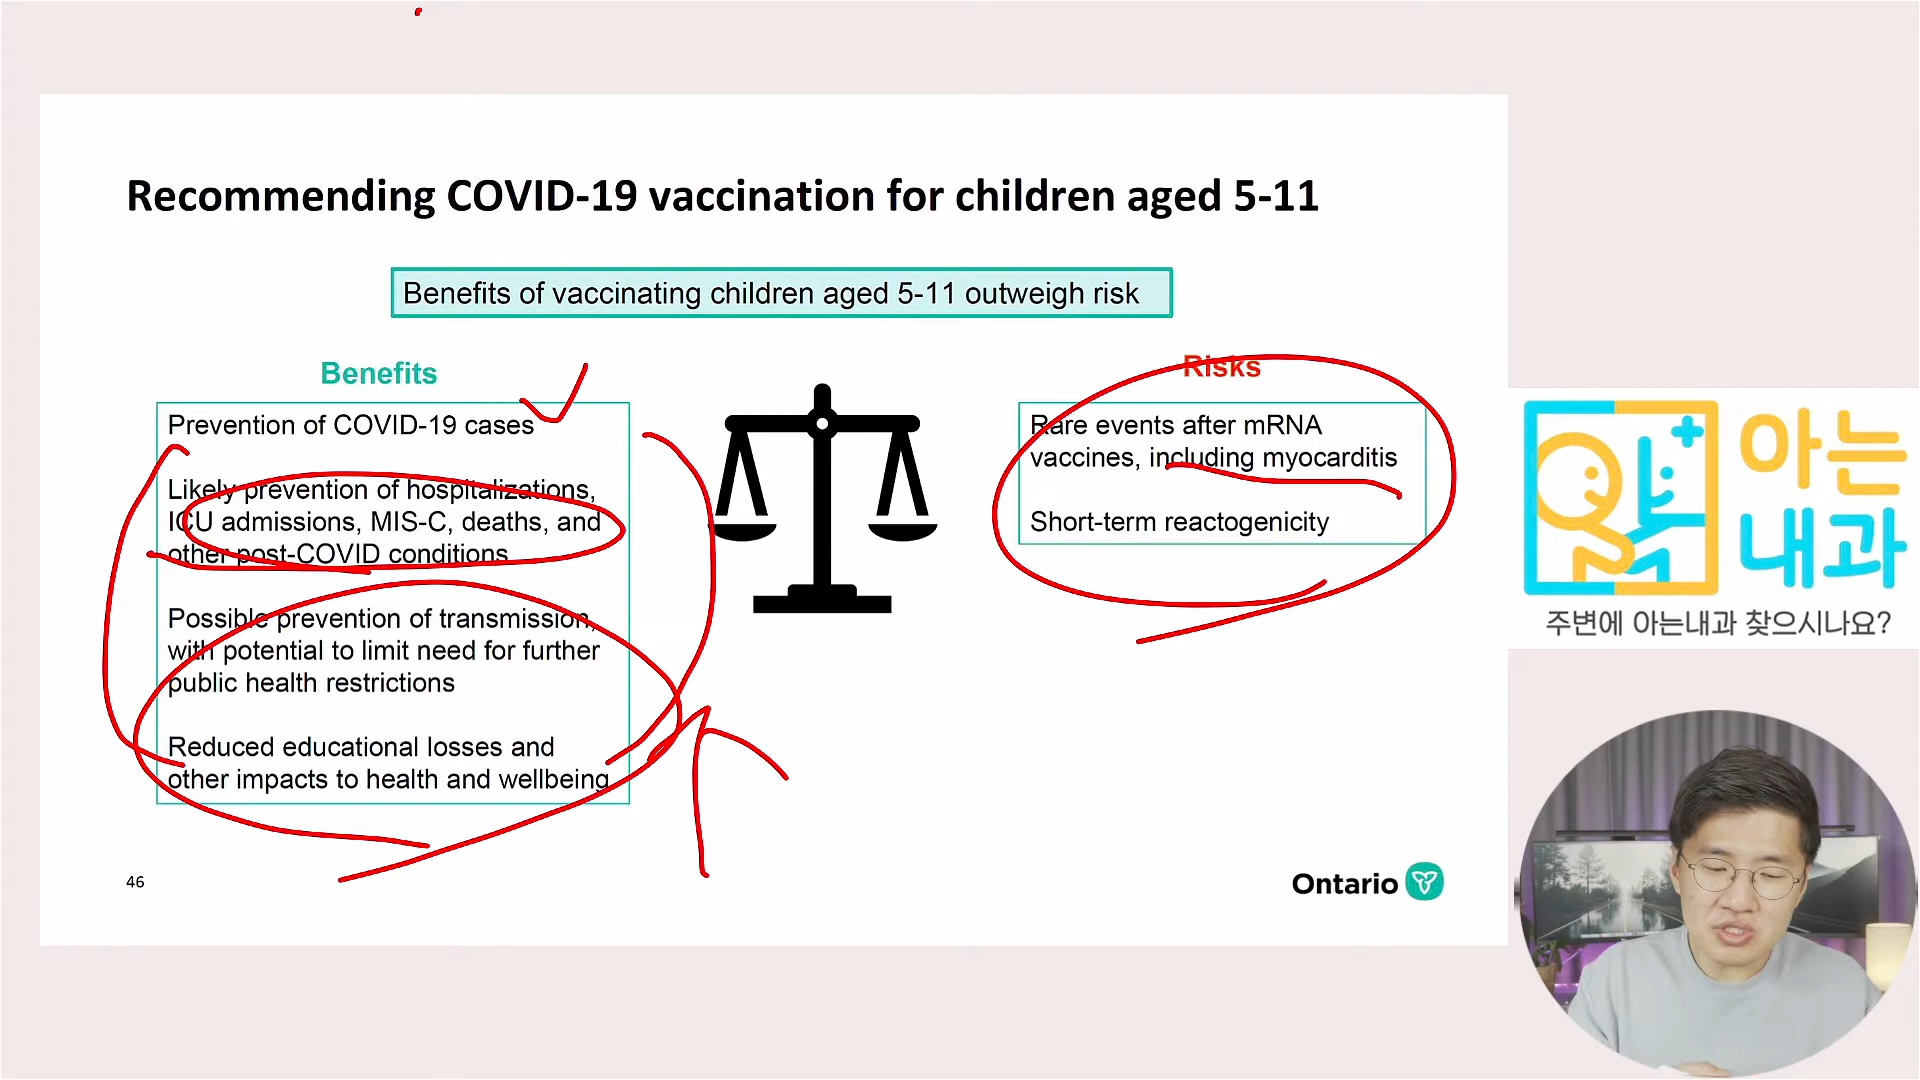 Recommending COVID-19 vaccination for children aged 5-11
Benefits of vaccinating children aged 5-11 outweigh risk
Benefits
Prevention of COVID-19 cases
Likely prevention of hospitalizations,
ICU admissions, MIS-C, deaths, and
other post-COVID conditions
Possible prevention of transmission,
with potential to limit need for further
public health restrictions
Reduced educational losses and
other impacts to health and wellbeing
Risks
Rare events after mRNA
vaccines, including myocarditis
Short-term reactogenicity
46
Ontario
아는
내과
주변에 아는내과 찾으시나요?